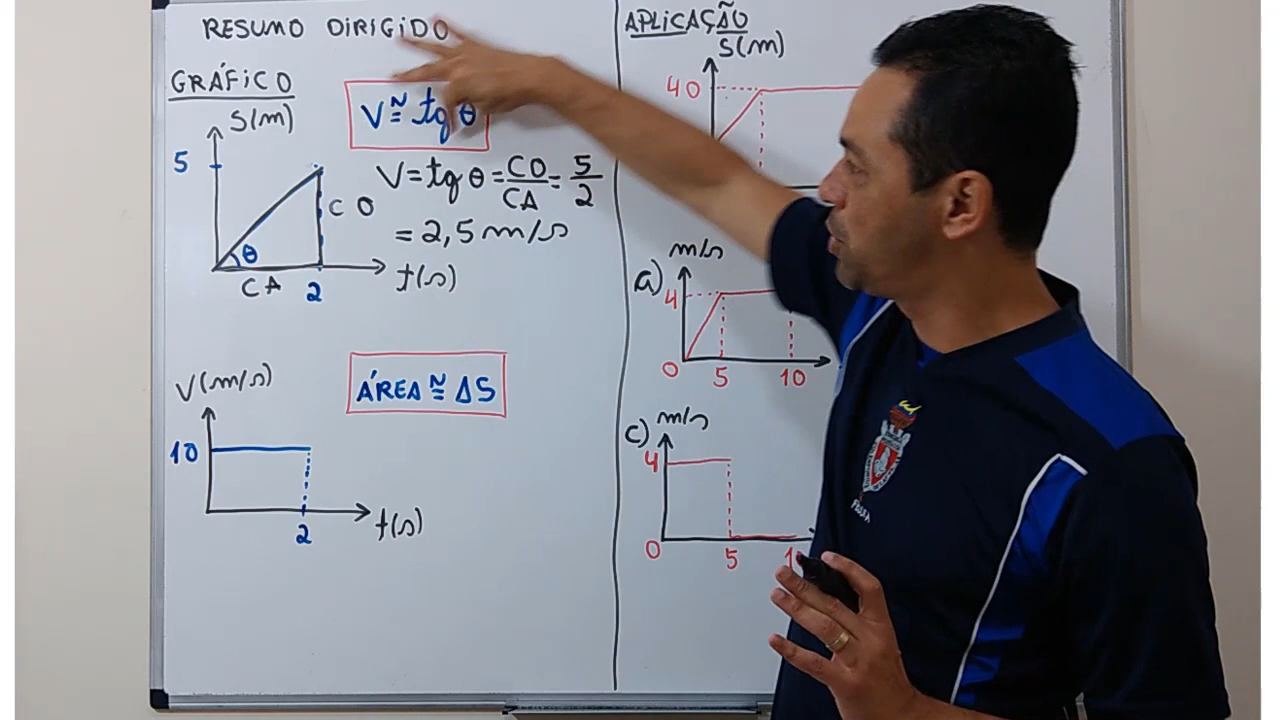 RESUMO DIRIGIDO
GRÁFICO
S(m)
V ≅ tg θ
5
V = tg θ = CO/CA = 5/2
= 2,5 m/s
θ
CO
CA
2
t(s)
V(m/s)
ÁREA ≅ ΔS
10
2
t(s)
APLICAÇÃO
S(m)
40
a)
m/s
4
0
5
10
c)
m/s
4
0
5